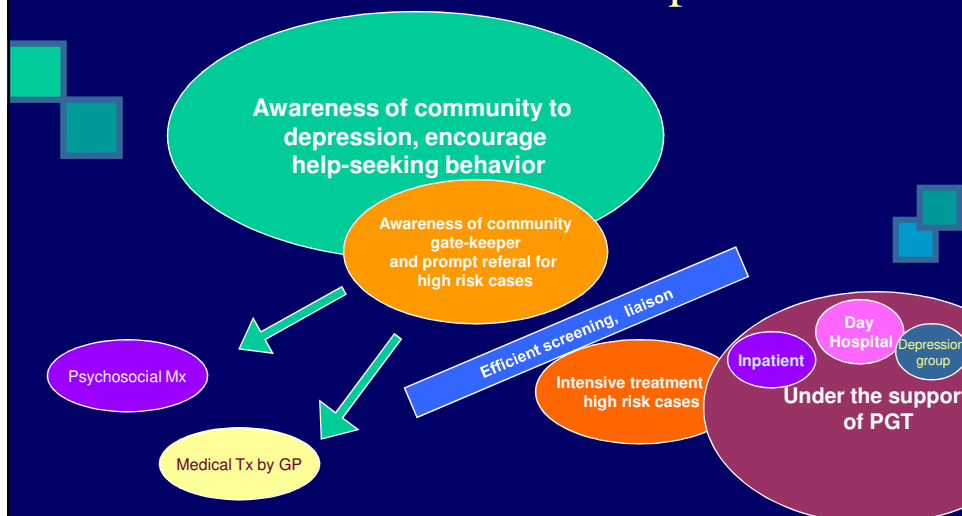 Awareness of community to
depression, encourage
help-seeking behavior
Awareness of community
gate-keeper
and prompt referal for
high risk cases
Efficient screening, liaison
Psychosocial Mx
Medical Tx by GP
Intensive treatment
high risk cases
Inpatient
Day
Hospital
Depression
group
Under the support
of PGT